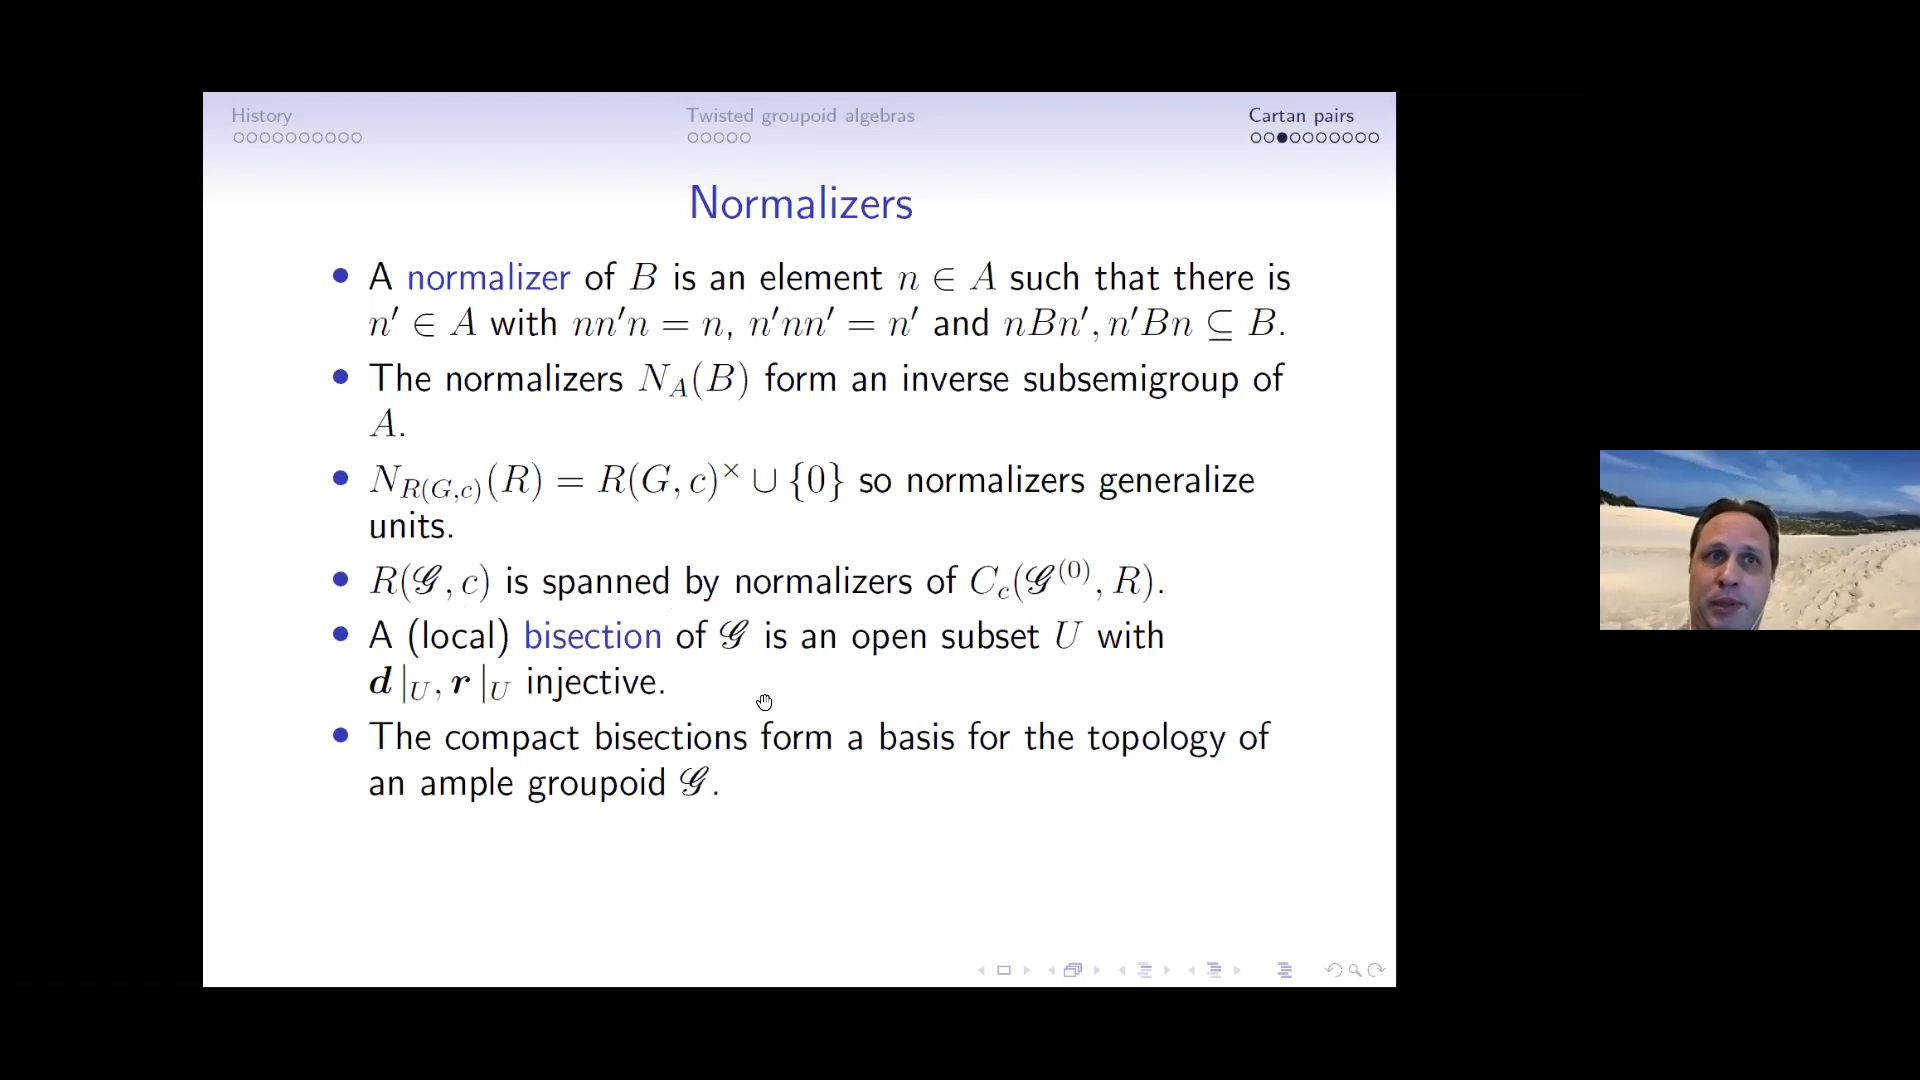 History Twisted groupoid algebras Cartan pairs
Normalizers
• A normalizer of B is an element n ∈ A such that there is
n′ ∈ A with nn′n = n, n′nn′ = n′ and nBn′, n′Bn ⊆ B.
• The normalizers N_A(B) form an inverse subsemigroup of
A.
• N_{R(G,c)}(R) = R(G, c)^× ∪ {0} so normalizers generalize
units.
• R(𝒢, c) is spanned by normalizers of C_c(𝒢^{(0)}, R).
• A (local) bisection of 𝒢 is an open subset U with
d|_U, r|_U injective.
• The compact bisections form a basis for the topology of
an ample groupoid 𝒢.